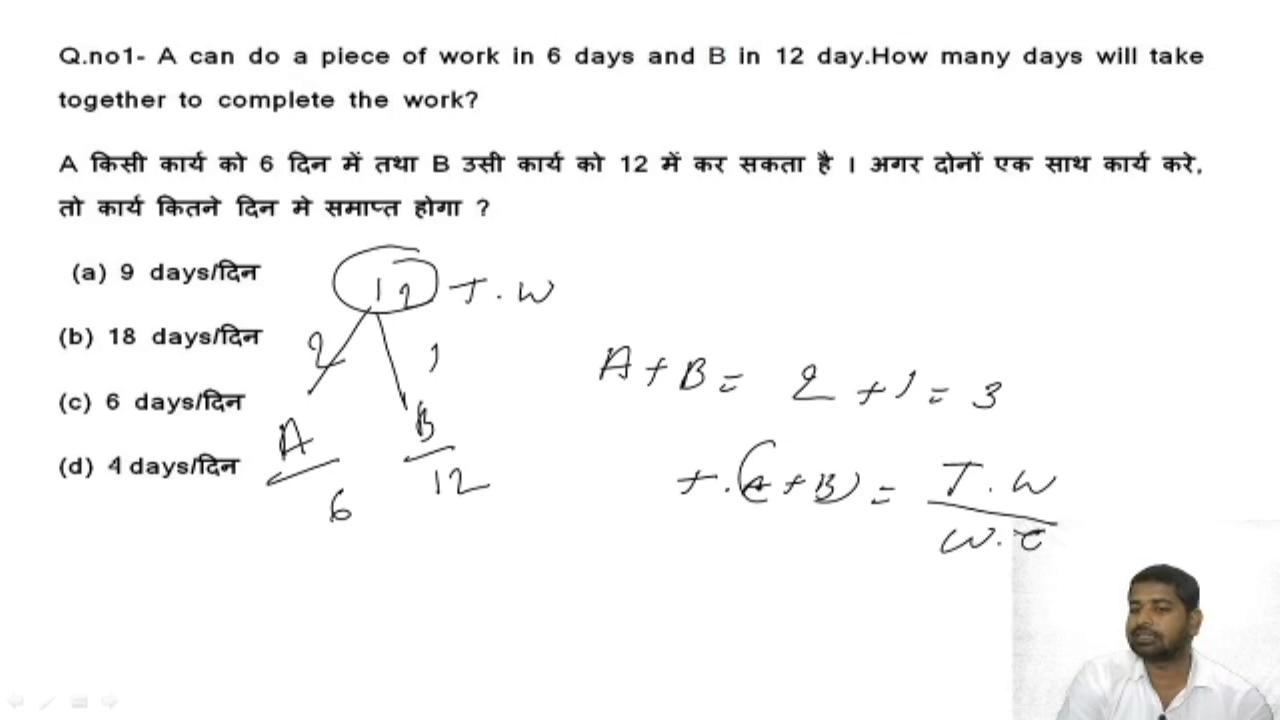 Q.no1- A can do a piece of work in 6 days and B in 12 day.How many days will take
together to complete the work?
A किसी कार्य को 6 दिन में तथा B उसी कार्य को 12 में कर सकता है । अगर दोनों एक साथ कार्य करे,
तो कार्य कितने दिन मे समाप्त होगा ?
(a) 9 days/दिन
12 T.W
(b) 18 days/दिन
2 1
A+B= 2+1=3
(c) 6 days/दिन
A B
(d) 4 days/दिन
6 12
T.(A+B) = T.W
W.E